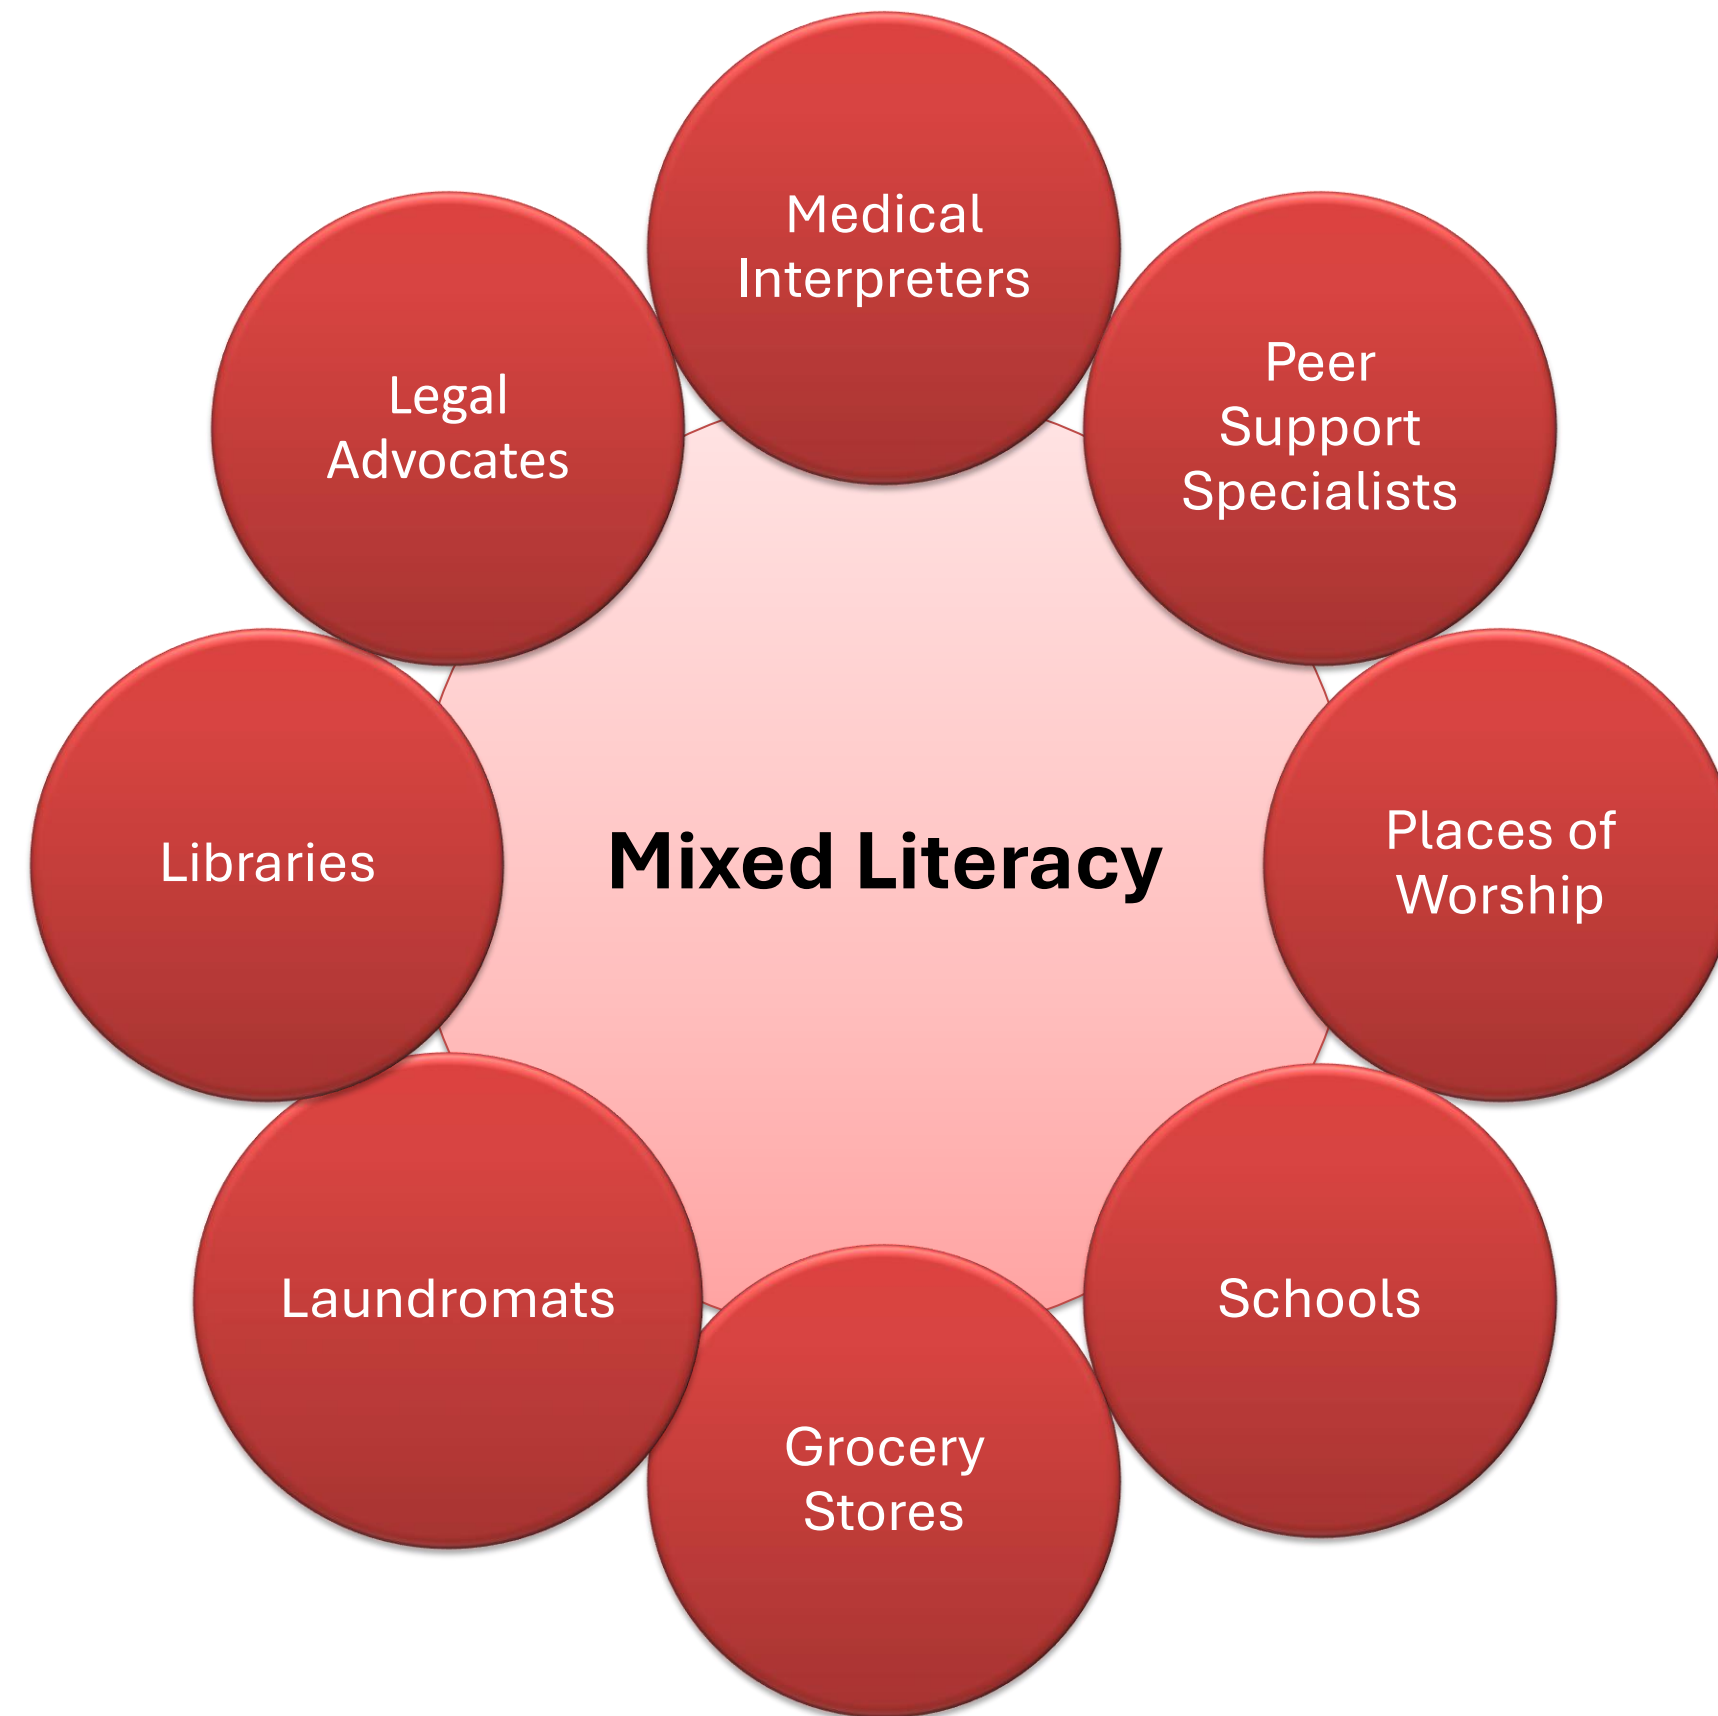 Medical
Interpreters
Peer
Support
Specialists
Places of
Worship
Schools
Grocery
Stores
Laundromats
Libraries
Legal
Advocates
Mixed Literacy